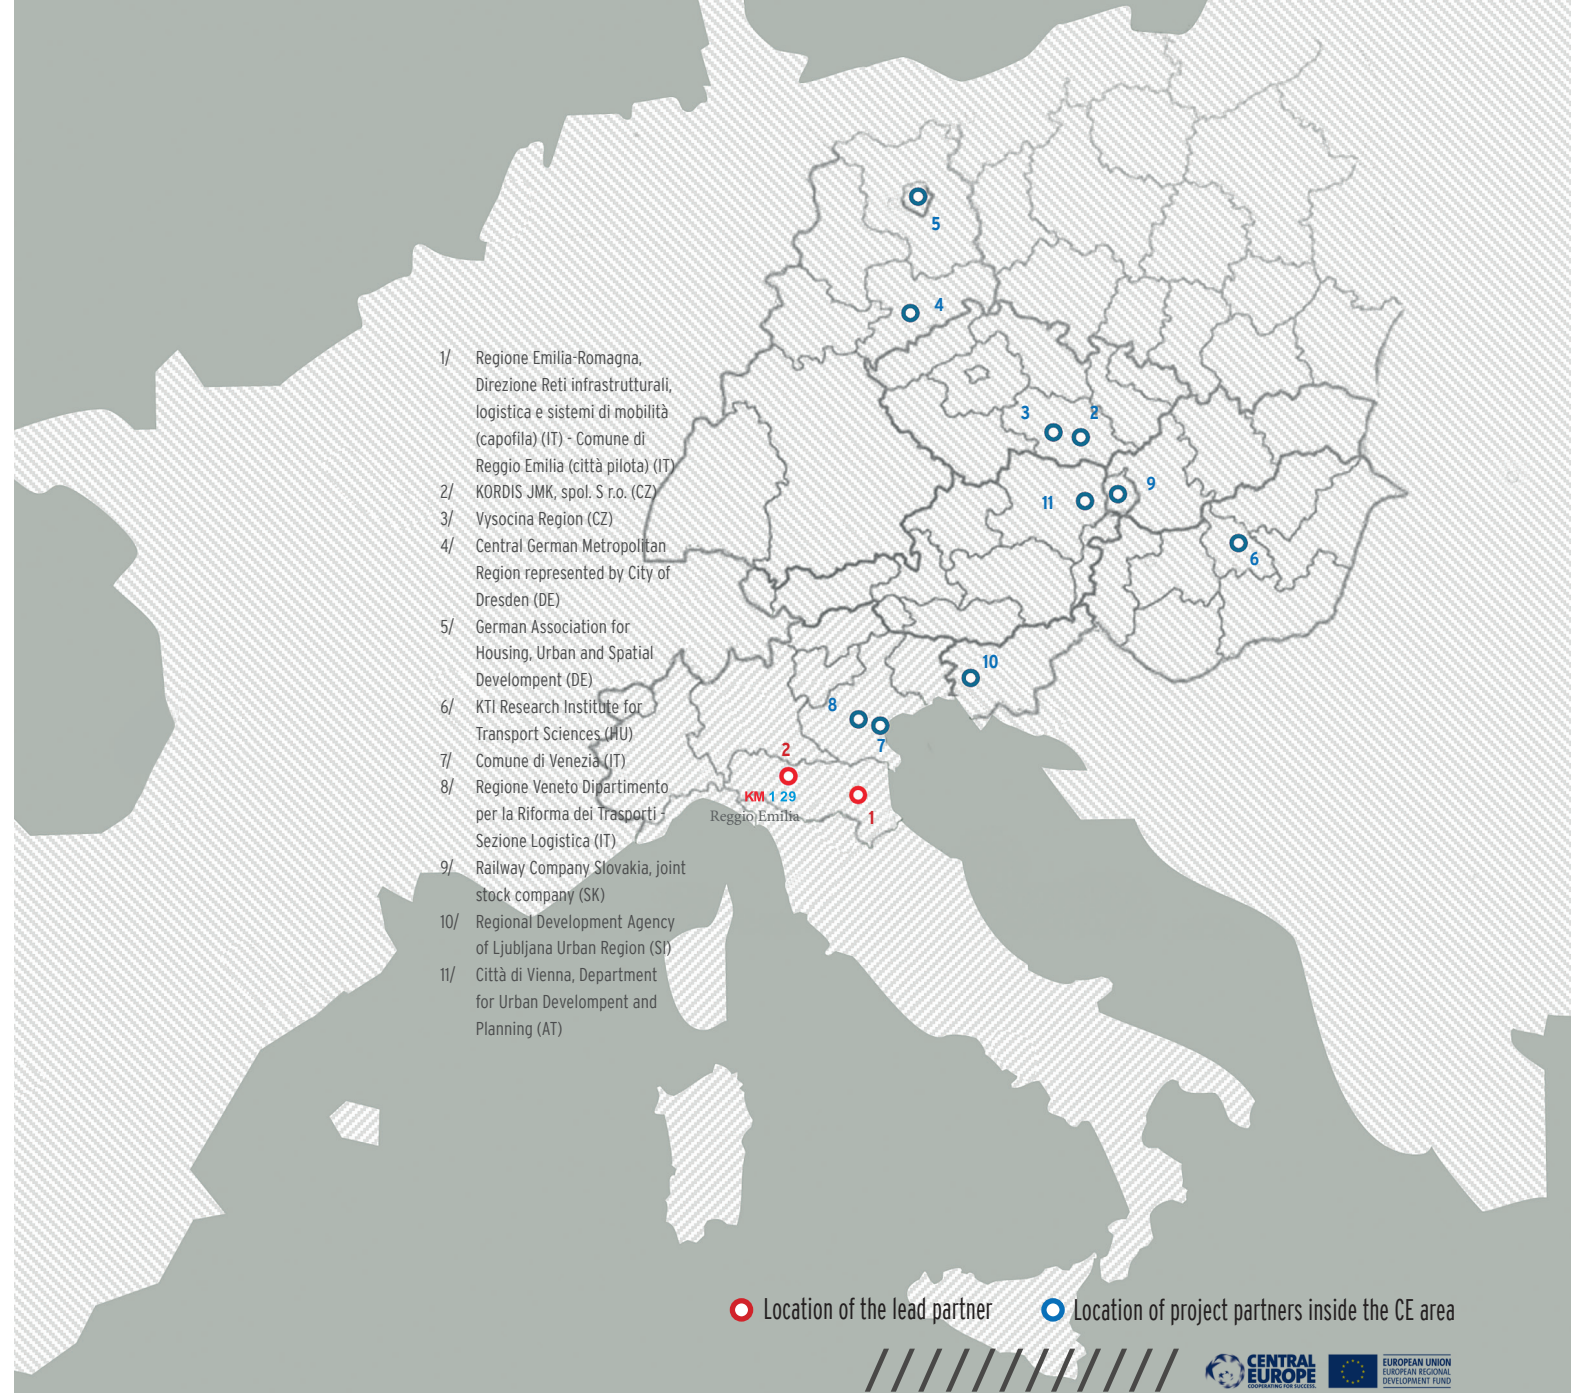 5
4
3
2
9
11
6
10
8
7
2
KM 1 29
Reggio Emilia
1
1/ Regione Emilia-Romagna,
Direzione Reti infrastrutturali,
logistica e sistemi di mobilità
(capofila) (IT) - Comune di
Reggio Emilia (città pilota) (IT)
2/ KORDIS JMK, spol. S r.o. (CZ)
3/ Vysocina Region (CZ)
4/ Central German Metropolitan
Region represented by City of
Dresden (DE)
5/ German Association for
Housing, Urban and Spatial
Develompent (DE)
6/ KTI Research Institute for
Transport Sciences (HU)
7/ Comune di Venezia (IT)
8/ Regione Veneto Dipartimento
per la Riforma dei Trasporti -
Sezione Logistica (IT)
9/ Railway Company Slovakia, joint
stock company (SK)
10/ Regional Development Agency
of Ljubljana Urban Region (SI)
11/ Città di Vienna, Department
for Urban Develompent and
Planning (AT)
Location of the lead partner
Location of project partners inside the CE area
CENTRAL
EUROPE
COOPERATING FOR SUCCESS.
EUROPEAN UNION
EUROPEAN REGIONAL
DEVELOPMENT FUND